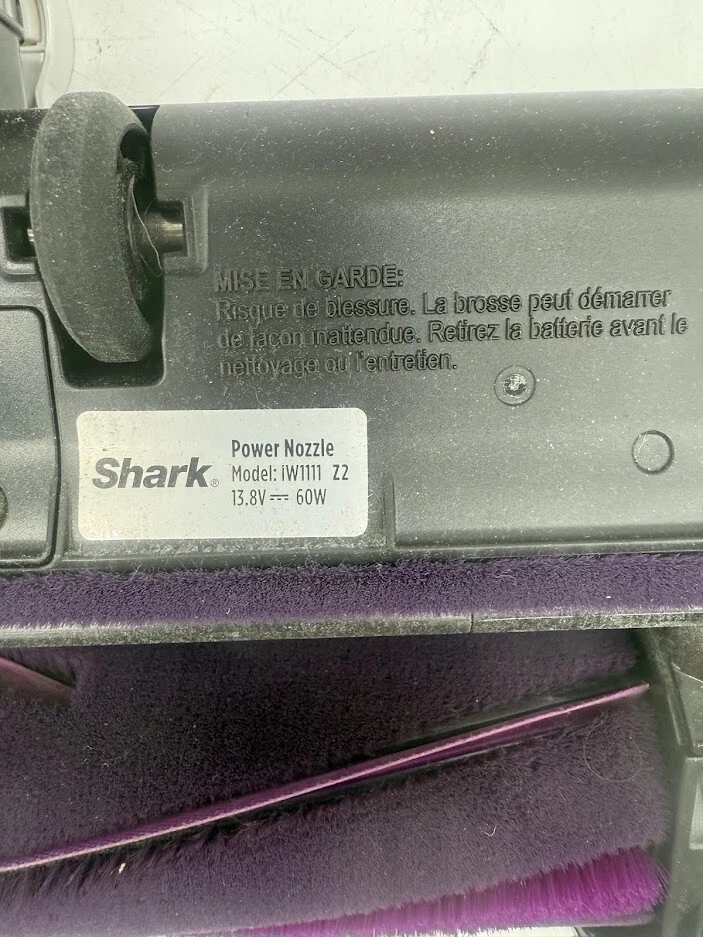 MISE EN GARDE:
Risque de blessure. La brosse peut démarrer
de façon inattendue. Retirez la batterie avant le
nettoyage ou l'entretien.
Shark®
Power Nozzle
Model: iW1111 Z2
13.8V⎓ 60W